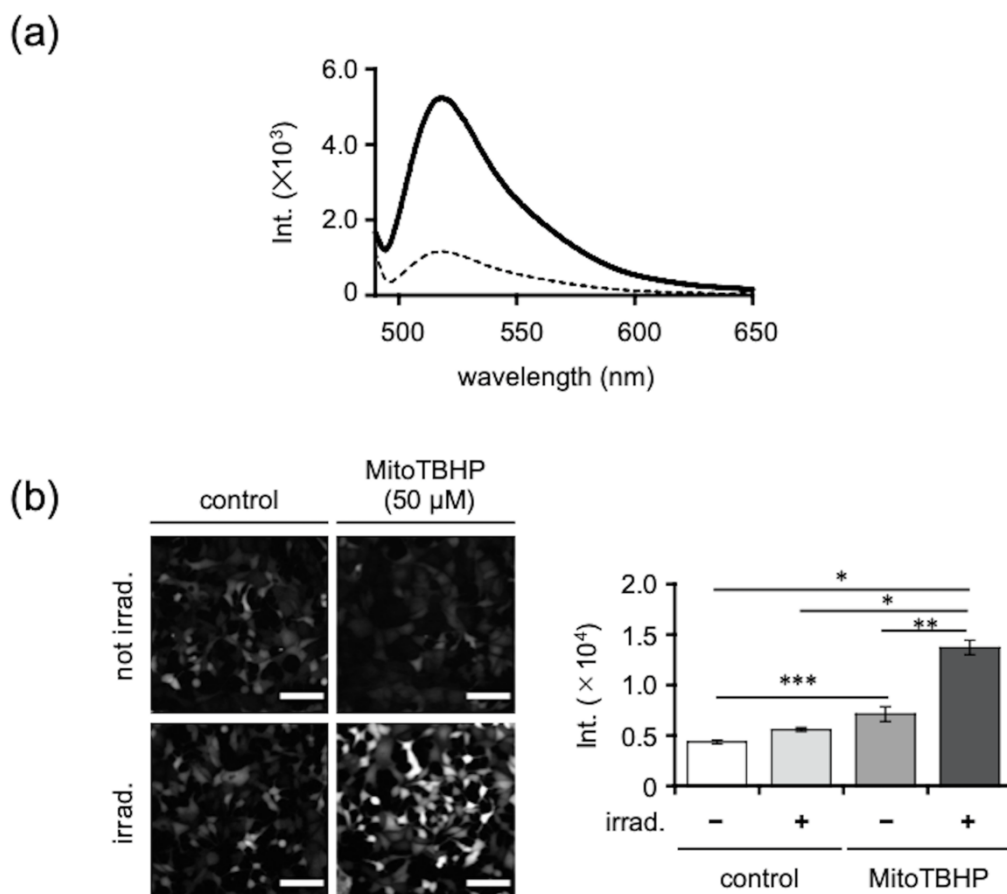 (a)
6.0
4.0
2.0
0
Int. (×10³)
500 550 600 650
wavelength (nm)
(b)
control
MitoTBHP
(50 µM)
not irrad.
irrad.
2.0
1.5
1.0
0.5
0
Int. (×10⁴)
*
*
**
***
irrad. − + − +
control MitoTBHP